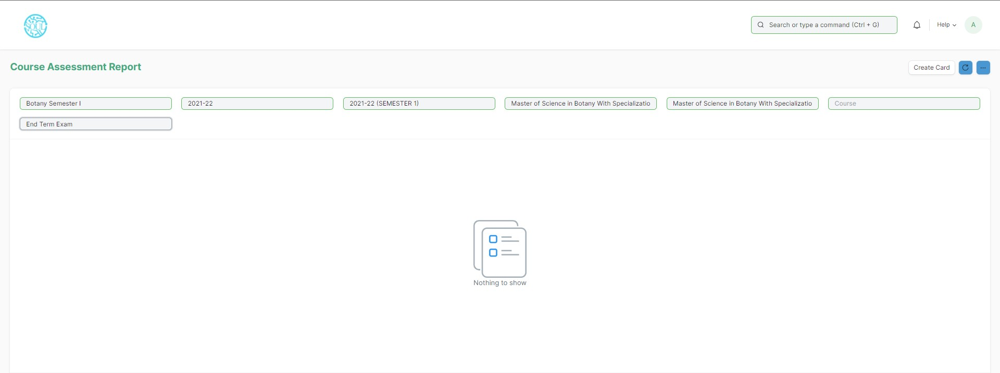 SOUL
Search or type a command (Ctrl + G)
Help
A
Course Assessment Report
Create Card
...
Botany Semester I
2021-22
2021-22 (SEMESTER 1)
Master of Science in Botany With Specializatio
Master of Science in Botany With Specializatio
Course
End Term Exam
Nothing to show